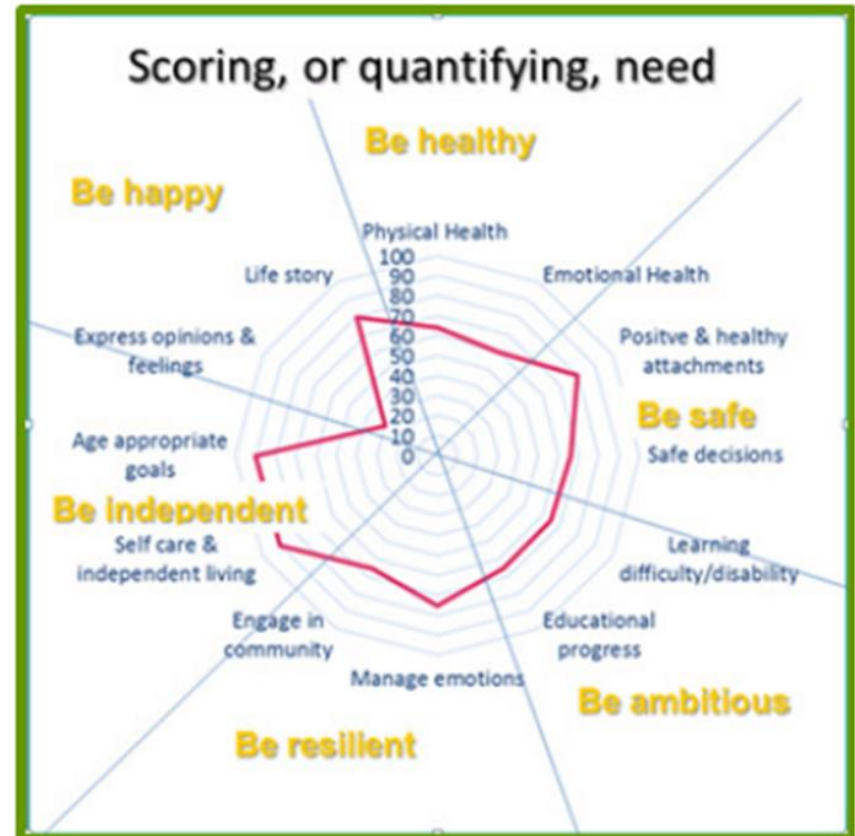 Scoring, or quantifying, need
Be healthy
Be happy
Physical Health
100
90
80
70
60
50
40
30
20
10
0
Life story
Emotional Health
Express opinions &
feelings
Positve & healthy
attachments
Be safe
Age appropriate
goals
Safe decisions
Be independent
Self care &
independent living
Learning
difficulty/disability
Engage in
community
Educational
progress
Manage emotions
Be ambitious
Be resilient